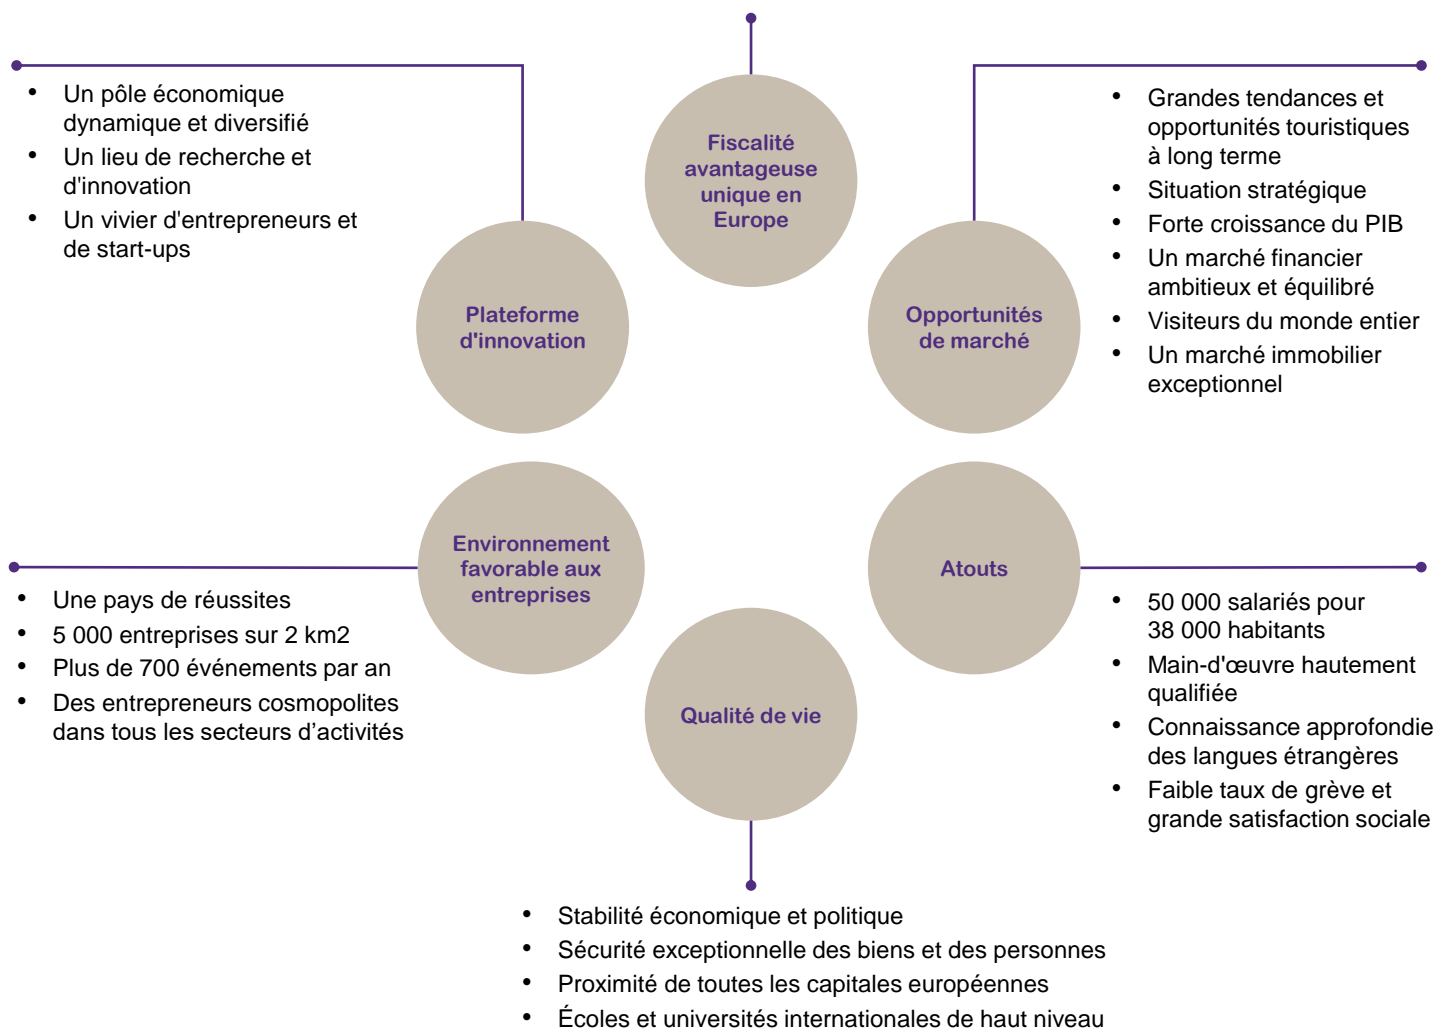 Fiscalité
avantageuse
unique en
Europe
• Un pôle économique
dynamique et diversifié
• Un lieu de recherche et
d'innovation
• Un vivier d'entrepreneurs et
de start-ups
Plateforme
d'innovation
Opportunités
de marché
• Grandes tendances et
opportunités touristiques
à long terme
• Situation stratégique
• Forte croissance du PIB
• Un marché financier
ambitieux et équilibré
• Visiteurs du monde entier
• Un marché immobilier
exceptionnel
Environnement
favorable aux
entreprises
• Une pays de réussites
• 5 000 entreprises sur 2 km2
• Plus de 700 événements par an
• Des entrepreneurs cosmopolites
dans tous les secteurs d’activités
Atouts
• 50 000 salariés pour
38 000 habitants
• Main-d'œuvre hautement
qualifiée
• Connaissance approfondie
des langues étrangères
• Faible taux de grève et
grande satisfaction sociale
Qualité de vie
• Stabilité économique et politique
• Sécurité exceptionnelle des biens et des personnes
• Proximité de toutes les capitales européennes
• Écoles et universités internationales de haut niveau